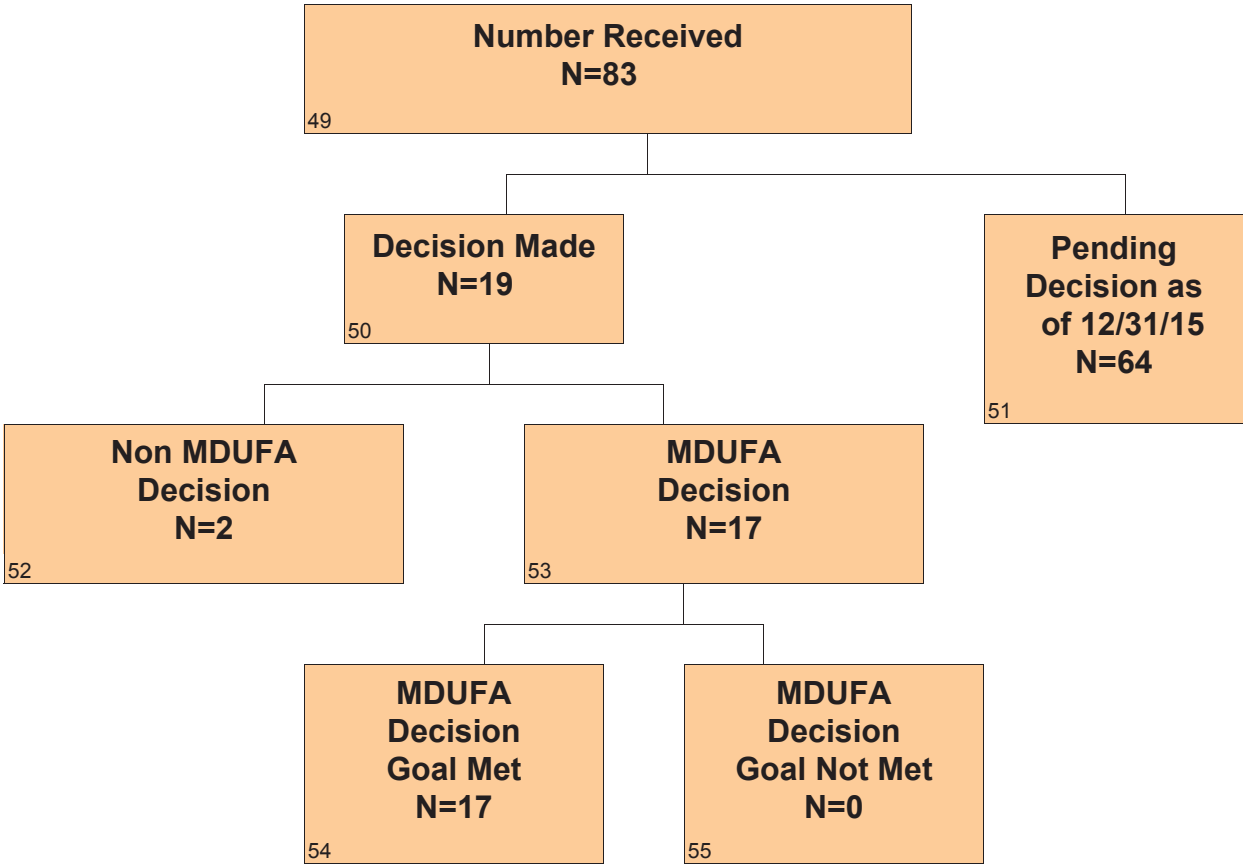 Number Received
N=83
49
Decision Made
N=19
50
Pending
Decision as
of 12/31/15
N=64
51
Non MDUFA
Decision
N=2
52
MDUFA
Decision
N=17
53
MDUFA
Decision
Goal Met
N=17
54
MDUFA
Decision
Goal Not Met
N=0
55